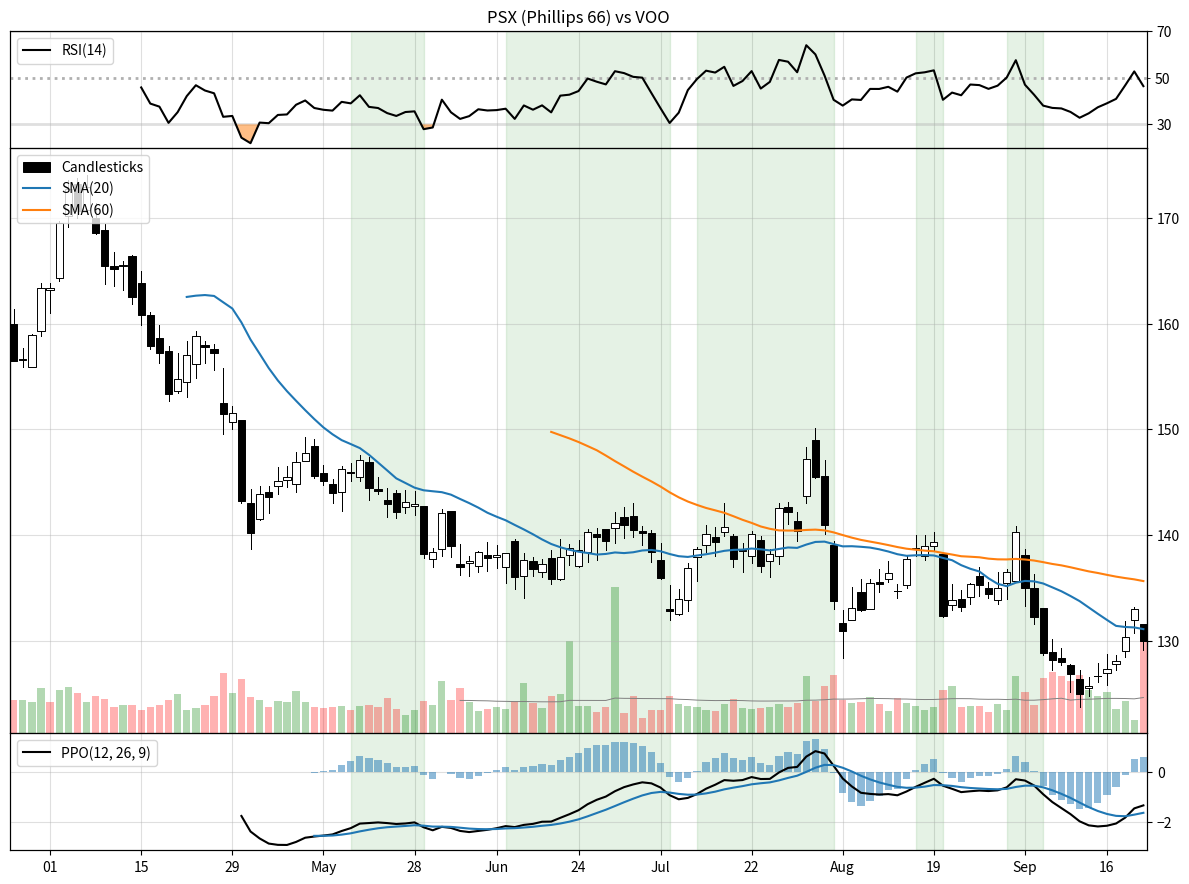 PSX (Phillips 66) vs VOO
RSI(14)
70
50
30
Candlesticks
SMA(20)
SMA(60)
170
160
150
140
130
PPO(12, 26, 9)
0
−2
01 15 29 May 28 Jun 24 Jul 22 Aug 19 Sep 16